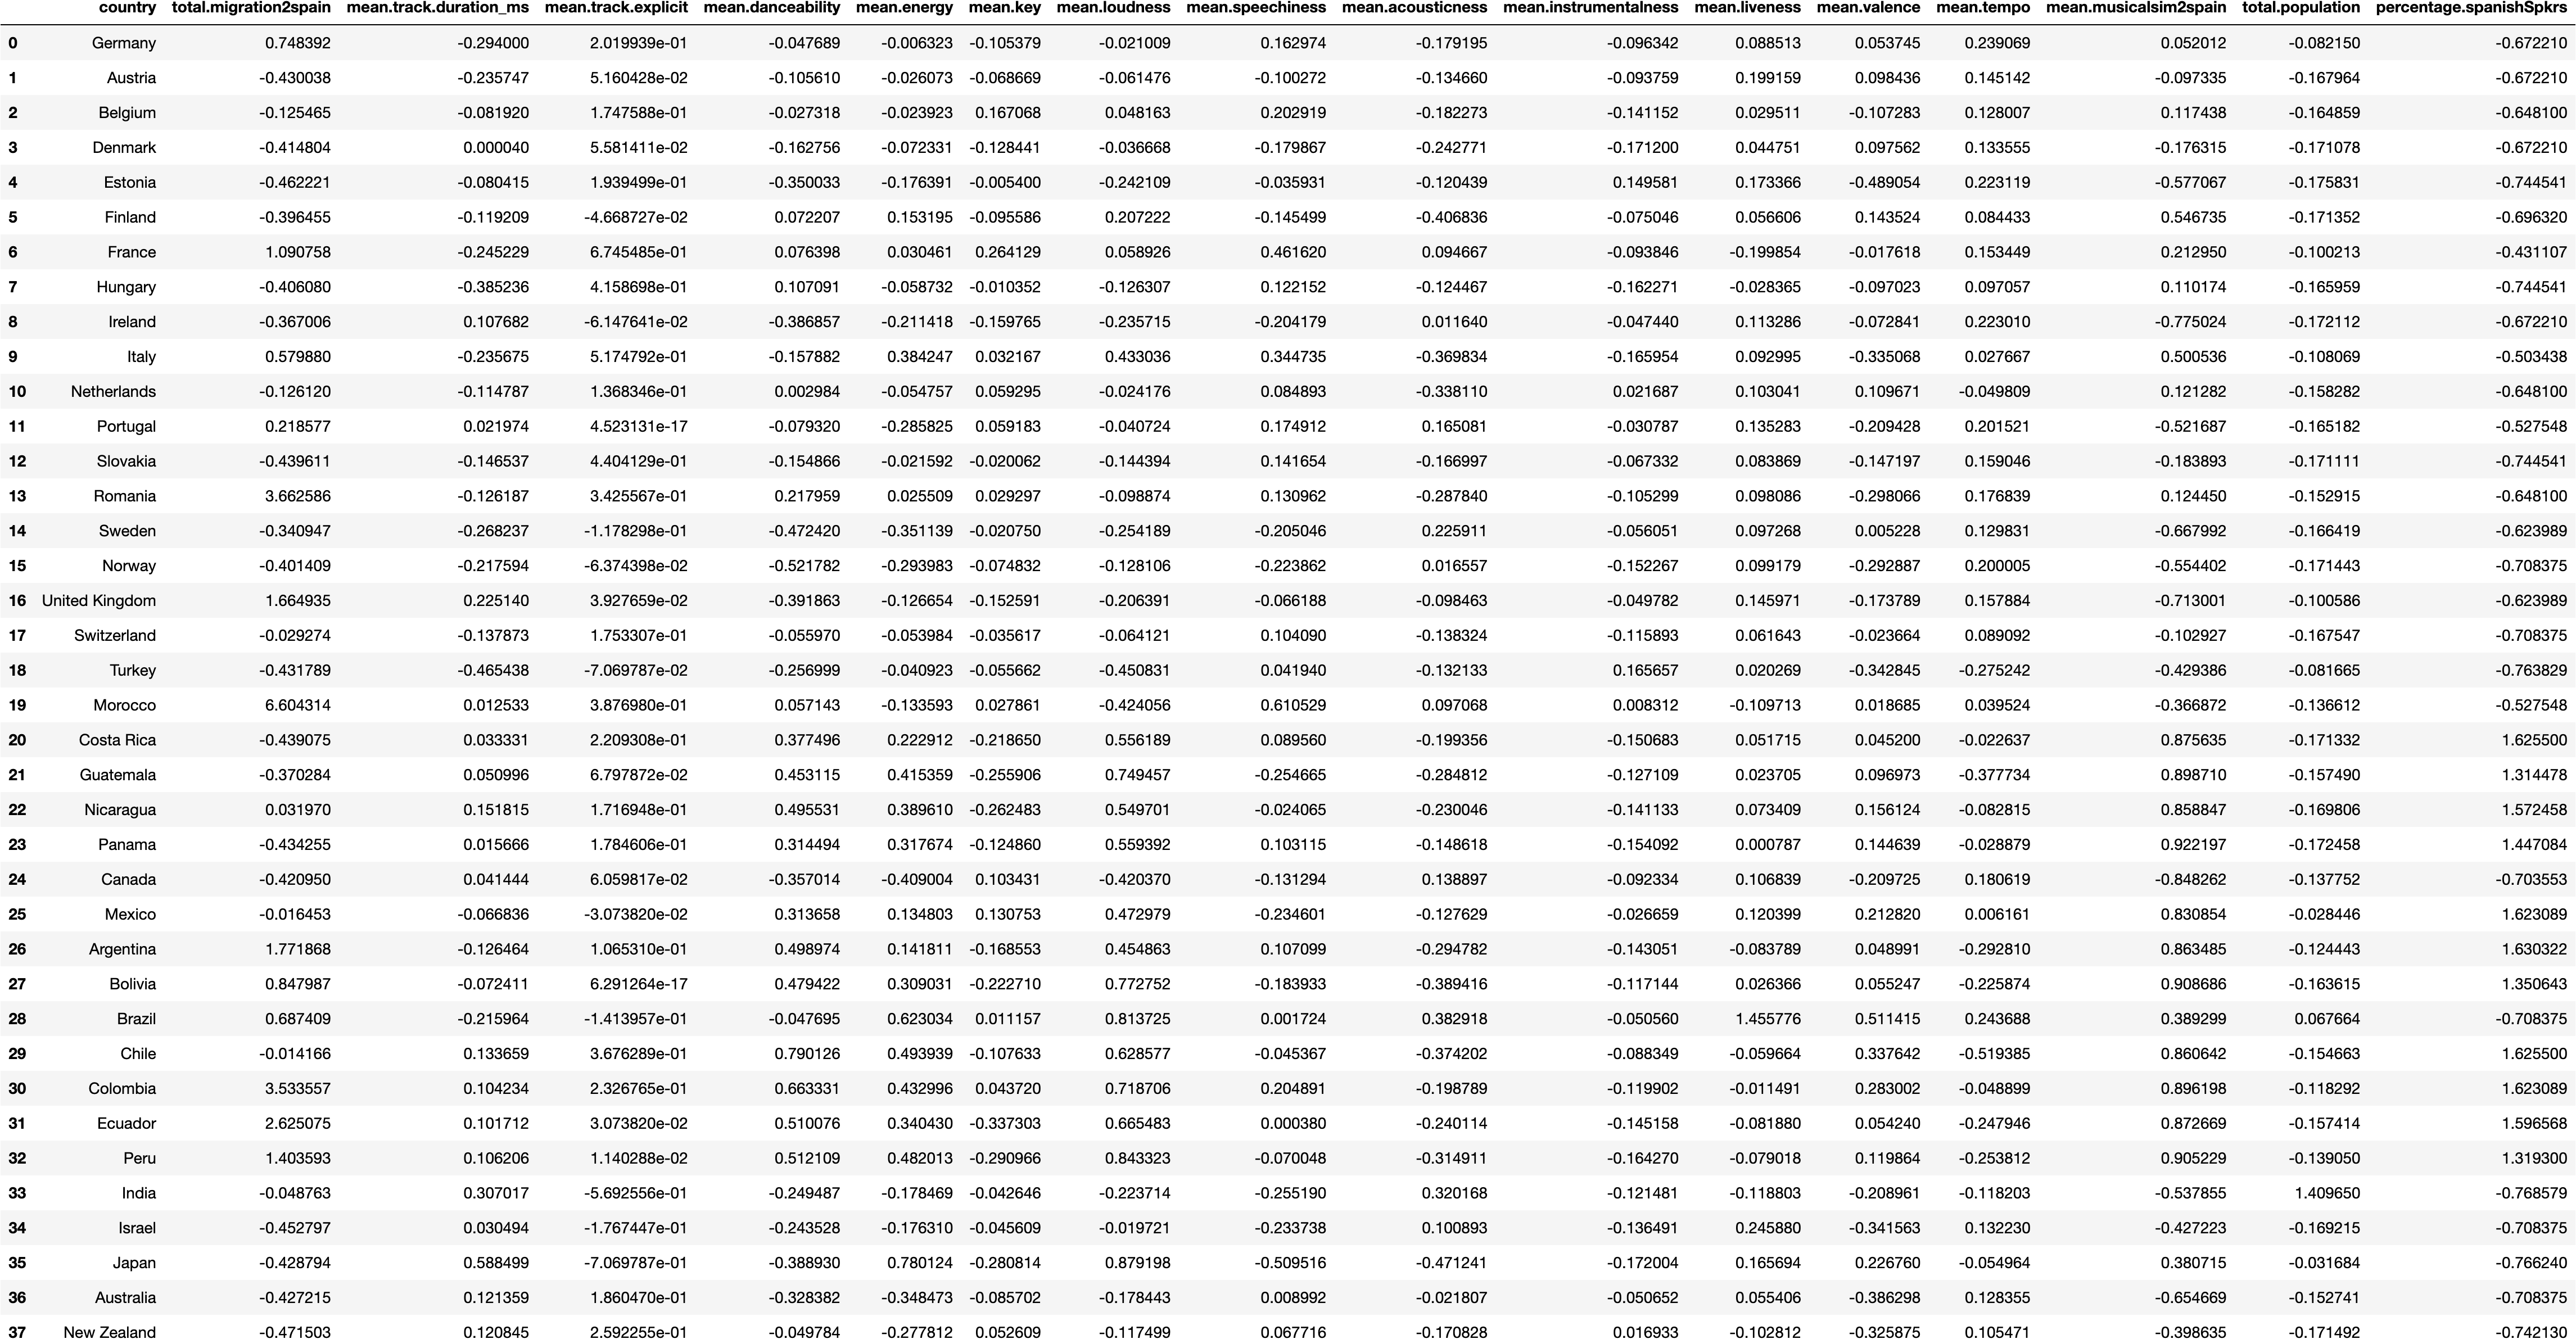 country total.migration2spain mean.track.duration_ms mean.track.explicit mean.danceability mean.energy mean.key mean.loudness mean.speechiness mean.acousticness mean.instrumentalness mean.liveness mean.valence mean.tempo mean.musicalsim2spain total.population percentage.spanishSpkrs
0 Germany 0.748392 -0.294000 2.019939e-01 -0.047689 -0.006323 -0.105379 -0.021009 0.162974 -0.179195 -0.096342 0.088513 0.053745 0.239069 0.052012 -0.082150 -0.672210
1 Austria -0.430038 -0.235747 5.160428e-02 -0.105610 -0.026073 -0.068669 -0.061476 -0.100272 -0.134660 -0.093759 0.199159 0.098436 0.145142 -0.097335 -0.167964 -0.672210
2 Belgium -0.125465 -0.081920 1.747588e-01 -0.027318 -0.023923 0.167068 0.048163 0.202919 -0.182273 -0.141152 0.029511 -0.107283 0.128007 0.117438 -0.164859 -0.648100
3 Denmark -0.414804 0.000040 5.581411e-02 -0.162756 -0.072331 -0.128441 -0.036668 -0.179867 -0.242771 -0.171200 0.044751 0.097562 0.133555 -0.176315 -0.171078 -0.672210
4 Estonia -0.462221 -0.080415 1.939499e-01 -0.350033 -0.176391 -0.005400 -0.242109 -0.035931 -0.120439 0.149581 0.173366 -0.489054 0.223119 -0.577067 -0.175831 -0.744541
5 Finland -0.396455 -0.119209 -4.668727e-02 0.072207 0.153195 -0.095586 0.207222 -0.145499 -0.406836 -0.075046 0.056606 0.143524 0.084433 0.546735 -0.171352 -0.696320
6 France 1.090758 -0.245229 6.745485e-01 0.076398 0.030461 0.264129 0.058926 0.461620 0.094667 -0.093846 -0.199854 -0.017618 0.153449 0.212950 -0.100213 -0.431107
7 Hungary -0.406080 -0.385236 4.158698e-01 0.107091 -0.058732 -0.010352 -0.126307 0.122152 -0.124467 -0.162271 -0.028365 -0.097023 0.097057 0.110174 -0.165959 -0.744541
8 Ireland -0.367006 0.107682 -6.147641e-02 -0.386857 -0.211418 -0.159765 -0.235715 -0.204179 0.011640 -0.047440 0.113286 -0.072841 0.223010 -0.775024 -0.172112 -0.672210
9 Italy 0.579880 -0.235675 5.174792e-01 -0.157882 0.384247 0.032167 0.433036 0.344735 -0.369834 -0.165954 0.092995 -0.335068 0.027667 0.500536 -0.108069 -0.503438
10 Netherlands -0.126120 -0.114787 1.368346e-01 0.002984 -0.054757 0.059295 -0.024176 0.084893 -0.338110 0.021687 0.103041 0.109671 -0.049809 0.121282 -0.158282 -0.648100
11 Portugal 0.218577 0.021974 4.523131e-17 -0.079320 -0.285825 0.059183 -0.040724 0.174912 0.165081 -0.030787 0.135283 -0.209428 0.201521 -0.521687 -0.165182 -0.527548
12 Slovakia -0.439611 -0.146537 4.404129e-01 -0.154866 -0.021592 -0.020062 -0.144394 0.141654 -0.166997 -0.067332 0.083869 -0.147197 0.159046 -0.183893 -0.171111 -0.744541
13 Romania 3.662586 -0.126187 3.425567e-01 0.217959 0.025509 0.029297 -0.098874 0.130962 -0.287840 -0.105299 0.098086 -0.298066 0.176839 0.124450 -0.152915 -0.648100
14 Sweden -0.340947 -0.268237 -1.178298e-01 -0.472420 -0.351139 -0.020750 -0.254189 -0.205046 0.225911 -0.056051 0.097268 0.005228 0.129831 -0.667992 -0.166419 -0.623989
15 Norway -0.401409 -0.217594 -6.374398e-02 -0.521782 -0.293983 -0.074832 -0.128106 -0.223862 0.016557 -0.152267 0.099179 -0.292887 0.200005 -0.554402 -0.171443 -0.708375
16 United Kingdom 1.664935 0.225140 3.927659e-02 -0.391863 -0.126654 -0.152591 -0.206391 -0.066188 -0.098463 -0.049782 0.145971 -0.173789 0.157884 -0.713001 -0.100586 -0.623989
17 Switzerland -0.029274 -0.137873 1.753307e-01 -0.055970 -0.053984 -0.035617 -0.064121 0.104090 -0.138324 -0.115893 0.061643 -0.023664 0.089092 -0.102927 -0.167547 -0.708375
18 Turkey -0.431789 -0.465438 -7.069787e-02 -0.256999 -0.040923 -0.055662 -0.450831 0.041940 -0.132133 0.165657 0.020269 -0.342845 -0.275242 -0.429386 -0.081665 -0.763829
19 Morocco 6.604314 0.012533 3.876980e-01 0.057143 -0.133593 0.027861 -0.424056 0.610529 0.097068 0.008312 -0.109713 0.018685 0.039524 -0.366872 -0.136612 -0.527548
20 Costa Rica -0.439075 0.033331 2.209308e-01 0.377496 0.222912 -0.218650 0.556189 0.089560 -0.199356 -0.150683 0.051715 0.045200 -0.022637 0.875635 -0.171332 1.625500
21 Guatemala -0.370284 0.050996 6.797872e-02 0.453115 0.415359 -0.255906 0.749457 -0.254665 -0.284812 -0.127109 0.023705 0.096973 -0.377734 0.898710 -0.157490 1.314478
22 Nicaragua 0.031970 0.151815 1.716948e-01 0.495531 0.389610 -0.262483 0.549701 -0.024065 -0.230046 -0.141133 0.073409 0.156124 -0.082815 0.858847 -0.169806 1.572458
23 Panama -0.434255 0.015666 1.784606e-01 0.314494 0.317674 -0.124860 0.559392 0.103115 -0.148618 -0.154092 0.000787 0.144639 -0.028879 0.922197 -0.172458 1.447084
24 Canada -0.420950 0.041444 6.059817e-02 -0.357014 -0.409004 0.103431 -0.420370 -0.131294 0.138897 -0.092334 0.106839 -0.209725 0.180619 -0.848262 -0.137752 -0.703553
25 Mexico -0.016453 -0.066836 -3.073820e-02 0.313658 0.134803 0.130753 0.472979 -0.234601 -0.127629 -0.026659 0.120399 0.212820 0.006161 0.830854 -0.028446 1.623089
26 Argentina 1.771868 -0.126464 1.065310e-01 0.498974 0.141811 -0.168553 0.454863 0.107099 -0.294782 -0.143051 -0.083789 0.048991 -0.292810 0.863485 -0.124443 1.630322
27 Bolivia 0.847987 -0.072411 6.291264e-17 0.479422 0.309031 -0.222710 0.772752 -0.183933 -0.389416 -0.117144 0.026366 0.055247 -0.225874 0.908686 -0.163615 1.350643
28 Brazil 0.687409 -0.215964 -1.413957e-01 -0.047695 0.623034 0.011157 0.813725 0.001724 0.382918 -0.050560 1.455776 0.511415 0.243688 0.389299 0.067664 -0.708375
29 Chile -0.014166 0.133659 3.676289e-01 0.790126 0.493939 -0.107633 0.628577 -0.045367 -0.374202 -0.088349 -0.059664 0.337642 -0.519385 0.860642 -0.154663 1.625500
30 Colombia 3.533557 0.104234 2.326765e-01 0.663331 0.432996 0.043720 0.718706 0.204891 -0.198789 -0.119902 -0.011491 0.283002 -0.048899 0.896198 -0.118292 1.623089
31 Ecuador 2.625075 0.101712 3.073820e-02 0.510076 0.340430 -0.337303 0.665483 0.000380 -0.240114 -0.145158 -0.081880 0.054240 -0.247946 0.872669 -0.157414 1.596568
32 Peru 1.403593 0.106206 1.140288e-02 0.512109 0.482013 -0.290966 0.843323 -0.070048 -0.314911 -0.164270 -0.079018 0.119864 -0.253812 0.905229 -0.139050 1.319300
33 India -0.048763 0.307017 -5.692556e-01 -0.249487 -0.178469 -0.042646 -0.223714 -0.255190 0.320168 -0.121481 -0.118803 -0.208961 -0.118203 -0.537855 1.409650 -0.768579
34 Israel -0.452797 0.030494 -1.767447e-01 -0.243528 -0.176310 -0.045609 -0.019721 -0.233738 0.100893 -0.136491 0.245880 -0.341563 0.132230 -0.427223 -0.169215 -0.708375
35 Japan -0.428794 0.588499 -7.069787e-01 -0.388930 0.780124 -0.280814 0.879198 -0.509516 -0.471241 -0.172004 0.165694 0.226760 -0.054964 0.380715 -0.031684 -0.766240
36 Australia -0.427215 0.121359 1.860470e-01 -0.328382 -0.348473 -0.085702 -0.178443 0.008992 -0.021807 -0.050652 0.055406 -0.386298 0.128355 -0.654669 -0.152741 -0.708375
37 New Zealand -0.471503 0.120845 2.592255e-01 -0.049784 -0.277812 0.052609 -0.117499 0.067716 -0.170828 0.016933 -0.102812 -0.325875 0.105471 -0.398635 -0.171492 -0.742130